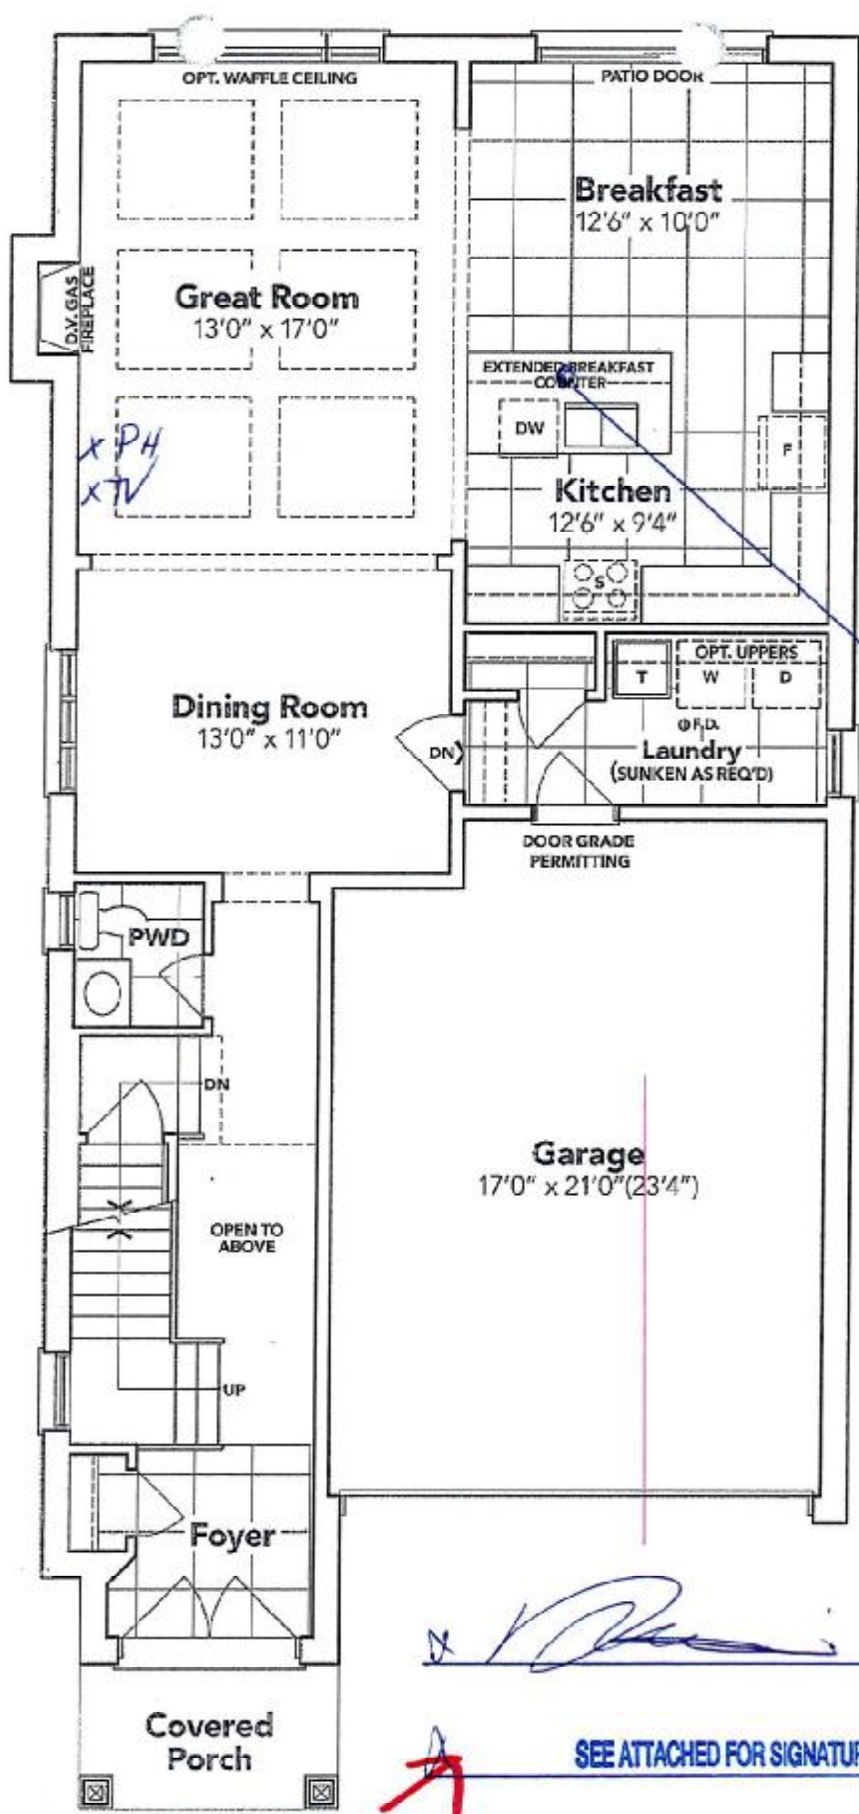 OPT. WAFFLE CEILING
PATIO DOOR
Breakfast
12'6" x 10'0"
D.V. GAS
FIREPLACE
Great Room
13'0" x 17'0"
EXTENDED BREAKFAST
COUNTER
DW
F
x PH
x TV
Kitchen
12'6" x 9'4"
S
OPT. UPPERS
T
W
D
Dining Room
13'0" x 11'0"
F.D.
DN
Laundry
(SUNKEN AS REQ'D)
DOOR GRADE
PERMITTING
PWD
DN
Garage
17'0" x 21'0"(23'4")
OPEN TO
ABOVE
UP
Foyer
x
Covered
Porch
SEE ATTACHED FOR SIGNATUR